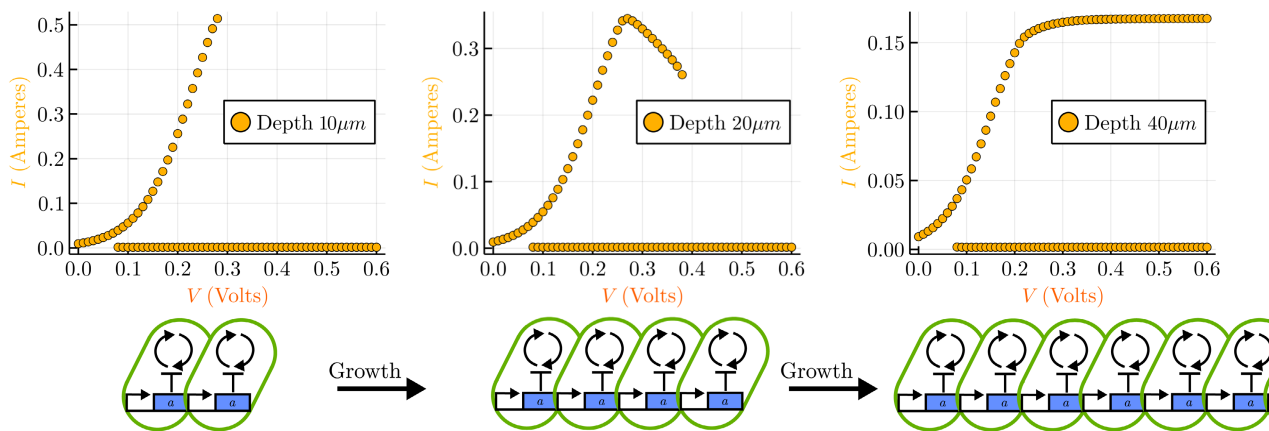 I (Amperes)
0.5
0.4
0.3
0.2
0.1
0.0
Depth 10μm
0.0 0.1 0.2 0.3 0.4 0.5 0.6
V (Volts)
I (Amperes)
0.3
0.2
0.1
0.0
Depth 20μm
0.0 0.1 0.2 0.3 0.4 0.5 0.6
V (Volts)
I (Amperes)
0.15
0.10
0.05
0.00
Depth 40μm
0.0 0.1 0.2 0.3 0.4 0.5 0.6
V (Volts)
a a
Growth
a a a a
Growth
a a a a a a